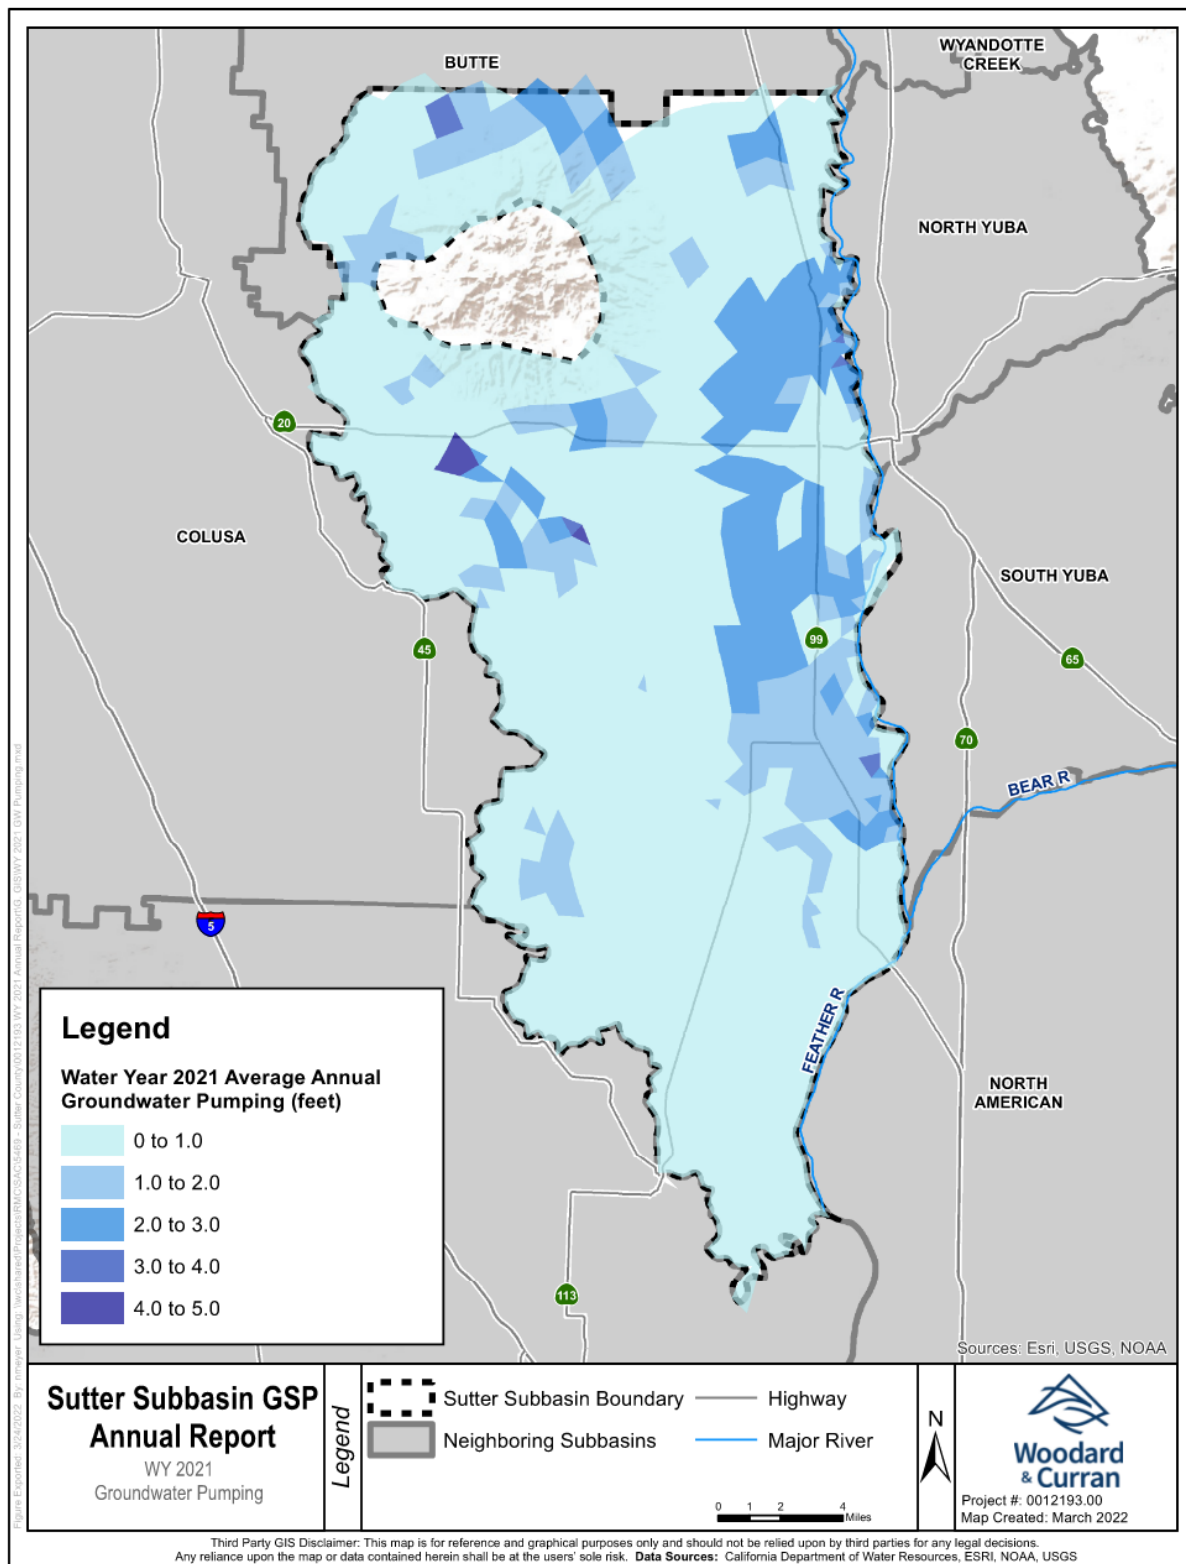 BUTTE
WYANDOTTE
CREEK
NORTH YUBA
20
COLUSA
SOUTH YUBA
45
99
65
70
BEAR R
5
FEATHER R
NORTH
AMERICAN
113
Legend
Water Year 2021 Average Annual
Groundwater Pumping (feet)
0 to 1.0
1.0 to 2.0
2.0 to 3.0
3.0 to 4.0
4.0 to 5.0
Sources: Esri, USGS, NOAA
Sutter Subbasin GSP
Annual Report
WY 2021
Groundwater Pumping
Legend
Sutter Subbasin Boundary
Neighboring Subbasins
Highway
Major River
0 1 2 4
Miles
N
Woodard
& Curran
Project #: 0012193.00
Map Created: March 2022
Third Party GIS Disclaimer: This map is for reference and graphical purposes only and should not be relied upon by third parties for any legal decisions.
Any reliance upon the map or data contained herein shall be at the users' sole risk. Data Sources: California Department of Water Resources, ESRI, NOAA, USGS